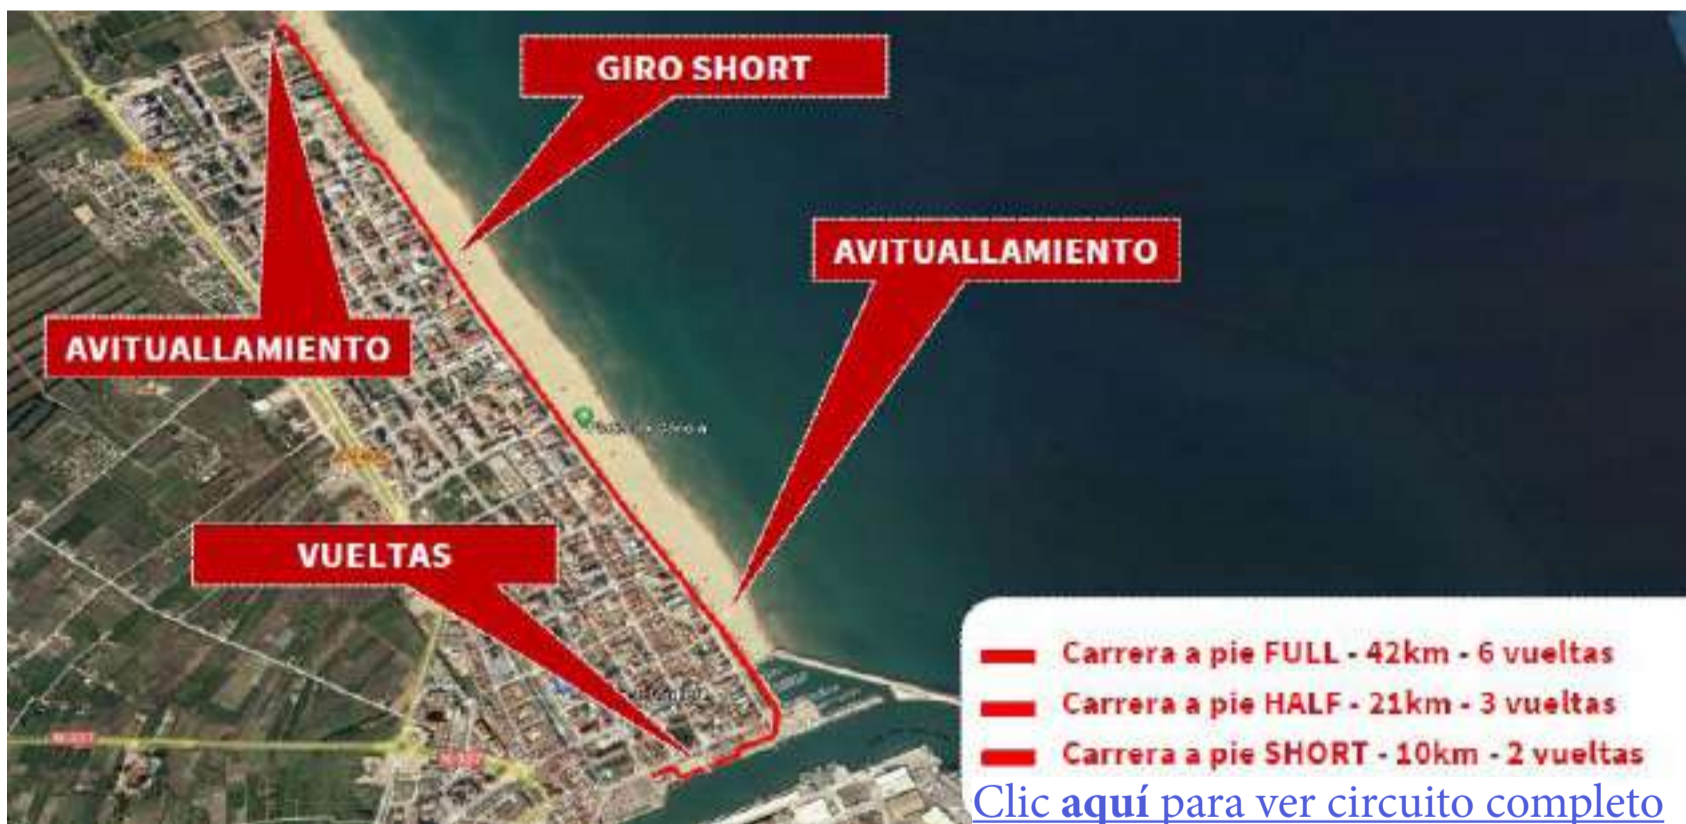 GIRO SHORT
AVITUALLAMIENTO
AVITUALLAMIENTO
VUELTAS
Carrera a pie FULL - 42km - 6 vueltas
Carrera a pie HALF - 21km - 3 vueltas
Carrera a pie SHORT - 10km - 2 vueltas
Clic aquí para ver circuito completo